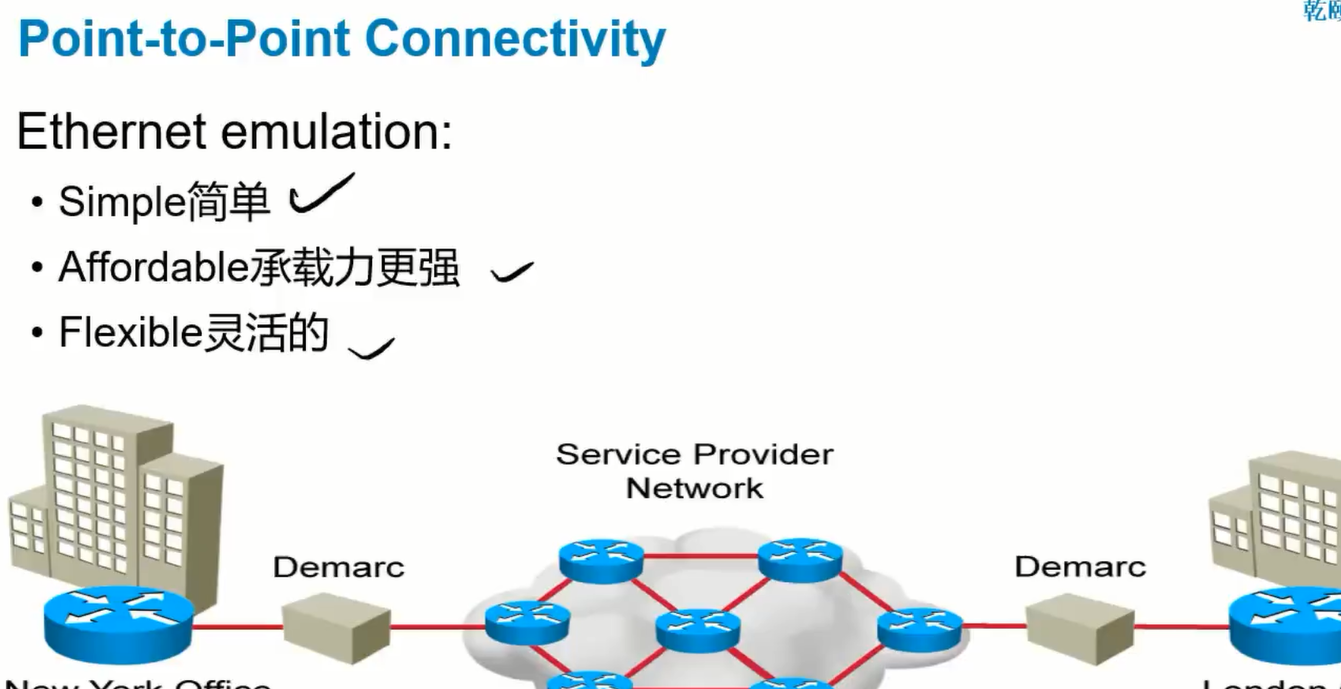 乾颐
Point-to-Point Connectivity
Ethernet emulation:
• Simple简单
• Affordable承载力更强
• Flexible灵活的
Service Provider
Network
Demarc
Demarc
New York Office
London